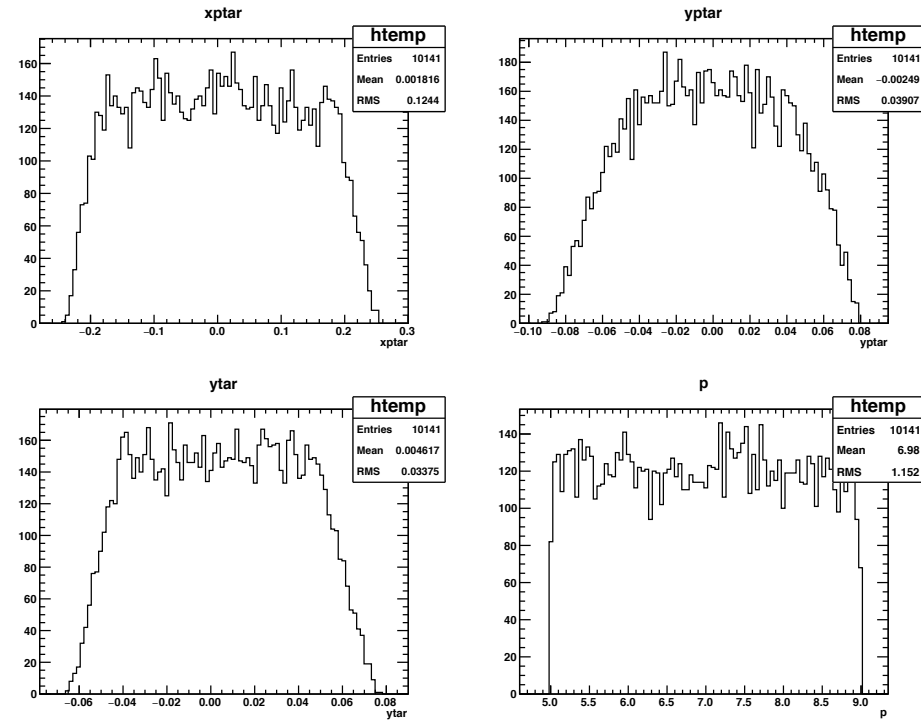 xptar
htemp
Entries 10141
Mean 0.001816
RMS 0.1244
160
140
120
100
80
60
40
20
0
−0.2 −0.1 0.0 0.1 0.2 0.3
xptar
yptar
htemp
Entries 10141
Mean −0.00249
RMS 0.03907
180
160
140
120
100
80
60
40
20
0
−0.10 −0.08 −0.06 −0.04 −0.02 0.00 0.02 0.04 0.06 0.08
yptar
ytar
htemp
Entries 10141
Mean 0.004617
RMS 0.03375
160
140
120
100
80
60
40
20
0
−0.06 −0.04 −0.02 0.00 0.02 0.04 0.06 0.08
ytar
p
htemp
Entries 10141
Mean 6.98
RMS 1.152
140
120
100
80
60
40
20
0
5.0 5.5 6.0 6.5 7.0 7.5 8.0 8.5 9.0
p